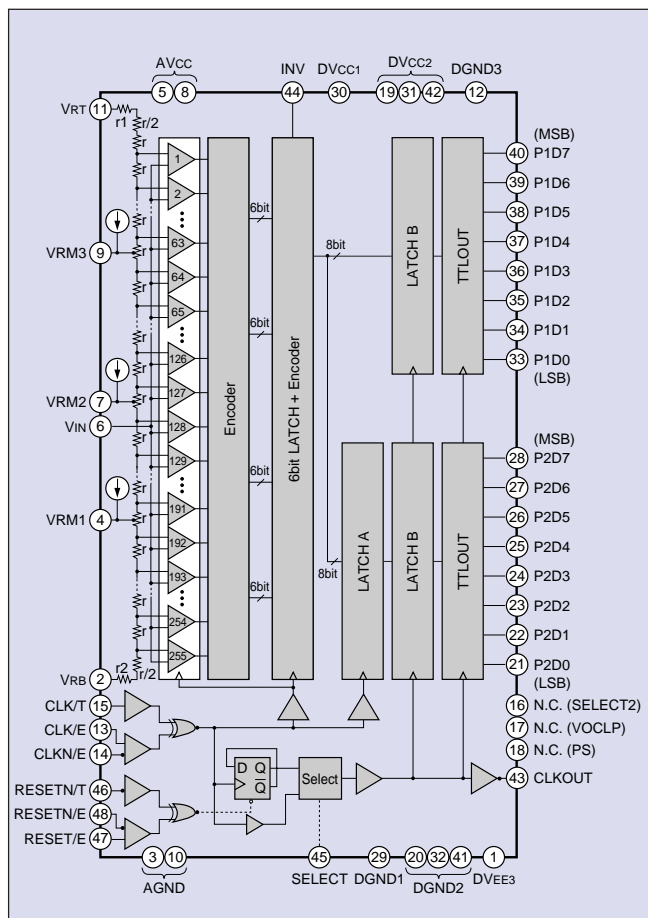 AVCC INV DVCC1 DVCC2 DGND3
5 8 44 30 19 31 42 12
VRT 11 r1 r/2
r
r
r
r
VRM3 9 r
r
r
r
r
VRM2 7 r
VIN 6 r
r
r
VRM1 4 r
r
r
r
r
VRB 2 r2 r/2
1
2
63
64
65
126
127
128
129
191
192
193
254
255
Encoder
6bit
6bit
6bit
6bit
6bit LATCH + Encoder
8bit
8bit
LATCH A
LATCH B
TTLOUT
LATCH B
TTLOUT
(MSB)
40 P1D7
39 P1D6
38 P1D5
37 P1D4
36 P1D3
35 P1D2
34 P1D1
33 P1D0
(LSB)
(MSB)
28 P2D7
27 P2D6
26 P2D5
25 P2D4
24 P2D3
23 P2D2
22 P2D1
21 P2D0
(LSB)
16 N.C. (SELECT2)
17 N.C. (VOCLP)
18 N.C. (PS)
43 CLKOUT
CLK/T 15
CLK/E 13
CLKN/E 14
RESETN/T 46
RESETN/E 48
RESET/E 47
D Q
Q
Select
3 10 45 29 20 32 41 1
AGND SELECT DGND1 DGND2 DVEE3